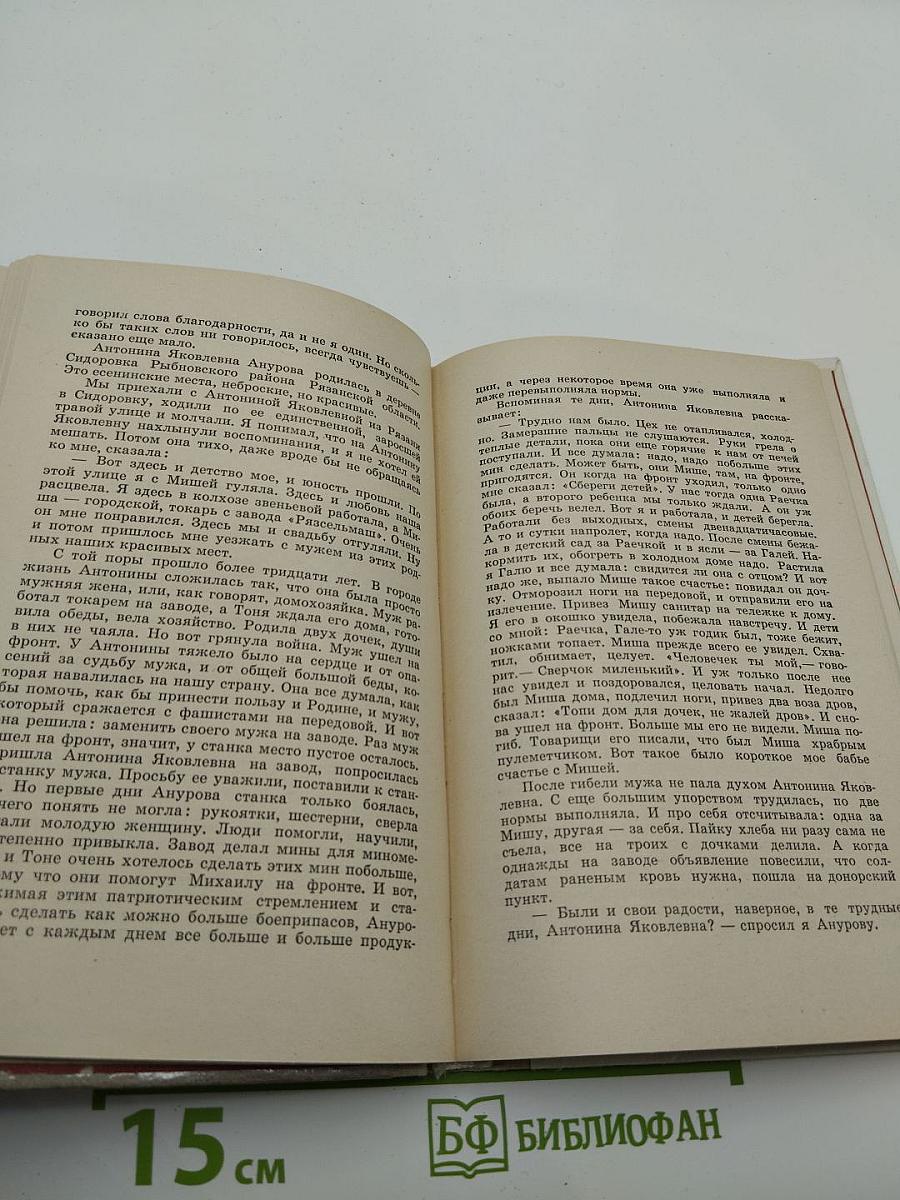 говорил слова благодарности, да и не я один. Но сколь-
ко бы таких слов ни говорилось, всегда чувствуешь —
сказано еще мало.
Антонина Яковлевна Анурова родилась в деревне
Сидоровка Рыбновского района Рязанской области.
Это есенинские места, неброские, но красивые.
Мы приехали с Антониной Яковлевной из Рязани
в Сидоровку, ходили по ее единственной, заросшей
травой улице и молчали. Я понимал, что на Антонину
Яковлевну нахлынули воспоминания, и я не хотел ей
мешать. Потом она тихо, даже вроде бы не обращаясь
ко мне, сказала:
— Вот здесь и детство мое, и юность прошли. По
этой улице я с Мишей гуляла. Здесь и любовь наша
расцвела. Я здесь в колхозе звеньевой работала, а Ми-
ша — городской, токарь с завода «Рязсельмаш». Очень
он мне понравился. Здесь мы и свадьбу отгуляли. Ну
и потом пришлось мне уезжать с мужем из этих род-
ных наших красивых мест.
С той поры прошло более тридцати лет. В городе
жизнь Антонины сложилась так, что она была просто
мужняя жена, или, как говорят, домохозяйка. Муж ра-
ботал токарем на заводе, а Тоня ждала его дома, гото-
вила обеды, вела хозяйство. Родила двух дочек, души
в них не чаяла. Но вот грянула война. Муж ушел на
фронт. У Антонины тяжело было на сердце и от опа-
сений за судьбу мужа, и от общей большой беды, ко-
торая навалилась на нашу страну. Она все думала, как
бы помочь, как бы принести пользу и Родине, и мужу,
который сражается с фашистами на передовой. И вот
она решила: заменить своего мужа на заводе. Раз муж
шел на фронт, значит, у станка место пустое осталось.
ришла Антонина Яковлевна на завод, попросилась
станку мужа. Просьбу ее уважили, поставили к стан-
. Но первые дни Анурова станка только боялась,
чего понять не могла: рукоятки, шестерни, сверла
али молодую женщину. Люди помогли, научили,
тепенно привыкла. Завод делал мины для миноме-
и Тоне очень хотелось сделать этих мин побольше,
му что они помогут Михаилу на фронте. И вот,
жимая этим патриотическим стремлением и ста-
ь сделать как можно больше боеприпасов, Ануро-
ет с каждым днем все больше и больше продук-
ции, а через некоторое время она уже выполняла и
даже перевыполняла нормы.
Вспоминая те дни, Антонина Яковлевна расска-
зывает:
— Трудно нам было. Цех не отапливался, холод-
но. Замерзшие пальцы не слушаются. Руки грела о
теплые детали, пока они еще горячие к нам от печей
поступали. И все думала: надо, надо побольше этих
мин сделать. Может быть, они Мише, там, на фронте,
пригодятся. Он когда на фронт уходил, только одно
мне сказал: «Сбереги детей». У нас тогда одна Раечка
была, а второго ребенка мы только ждали. А он уж
обоих беречь велел. Вот я и работала, и детей берегла.
Работали без выходных, смены двенадцатичасовые.
А то и сутки напролет, когда надо. После смены бежа-
ла в детский сад за Раечкой и в ясли — за Галей. На-
кормить их, обогреть в холодном доме надо. Растила
я Галю и все думала: свидится ли она с отцом? И вот
надо же, выпало Мише такое счастье: повидал он доч-
ку. Отморозил ноги на передовой, и отправили его на
излечение. Привез Мишу санитар на тележке к дому.
Я его в окошко увидела, побежала навстречу. И дети
со мной: Раечка, Гале-то уж годик был, тоже бежит,
ножками топает. Миша прежде всего ее увидел. Схва-
тил, обнимает, целует. «Человечек ты мой,— гово-
рит.— Сверчок миленький». И уж только после нее
нас увидел и поздоровался, целовать начал. Недолго
был Миша дома, подлечил ноги, привез два воза дров,
сказал: «Топи дом для дочек, не жалей дров». И сно-
ва ушел на фронт. Больше мы его не видели. Миша по-
гиб. Товарищи его писали, что был Миша храбрым
пулеметчиком. Вот такое было короткое мое бабье
счастье с Мишей.
После гибели мужа не пала духом Антонина Яков-
левна. С еще большим упорством трудилась, по две
нормы выполняла. И про себя отсчитывала: одна за
Мишу, другая — за себя. Пайку хлеба ни разу сама не
съела, все на троих с дочками делила. А когда
однажды на заводе объявление повесили, что сол-
датам раненым кровь нужна, пошла на донорский
пункт.
— Были и свои радости, наверное, в те трудные
дни, Антонина Яковлевна? — спросил я Анурову.
15 см
БФ БИБЛИОФАН